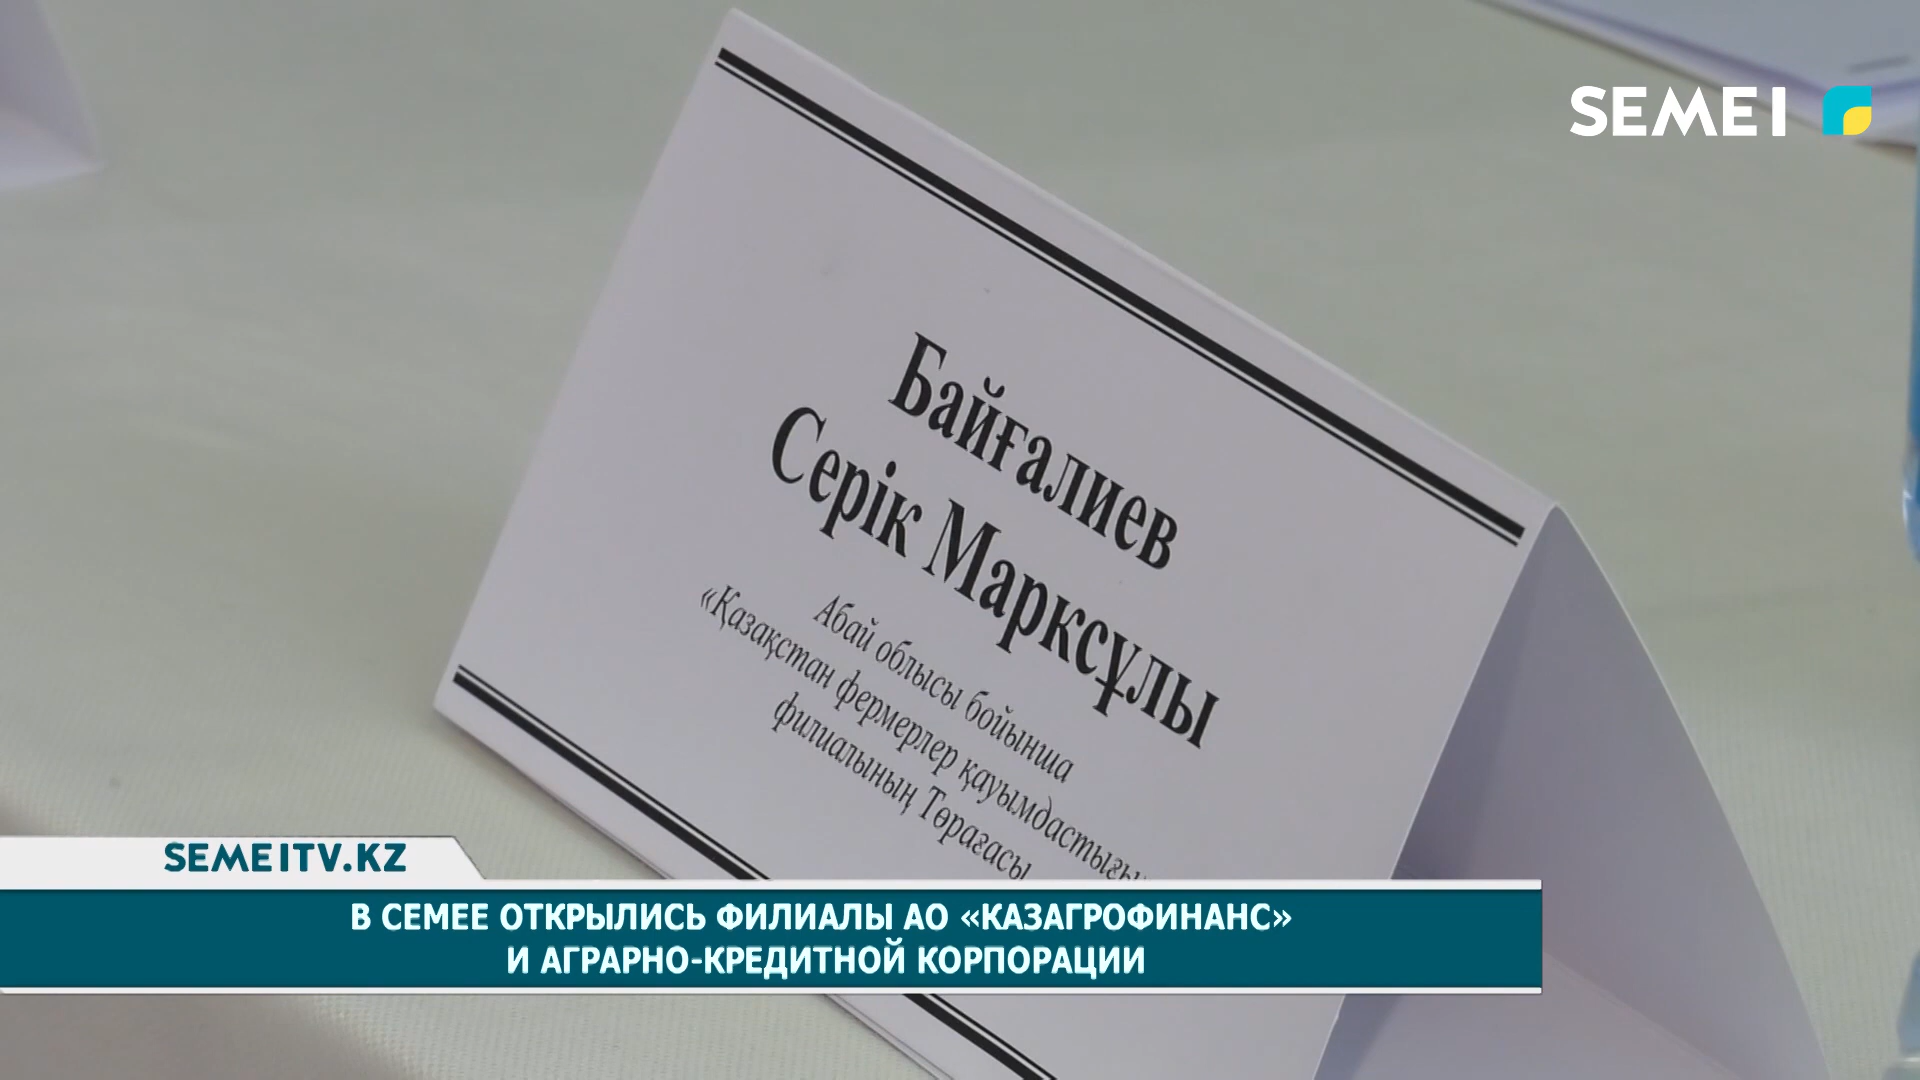 SEMEI
Байғалиев
Серік Марксұлы
Абай облысы бойынша
«Қазақстан фермерлер
филиалының Төрағасы
SEMEITV.KZ
В СЕМЕЕ ОТКРЫЛИСЬ ФИЛИАЛЫ АО «КАЗАГРОФИНАНС»
И АГРАРНО-КРЕДИТНОЙ КОРПОРАЦИИ